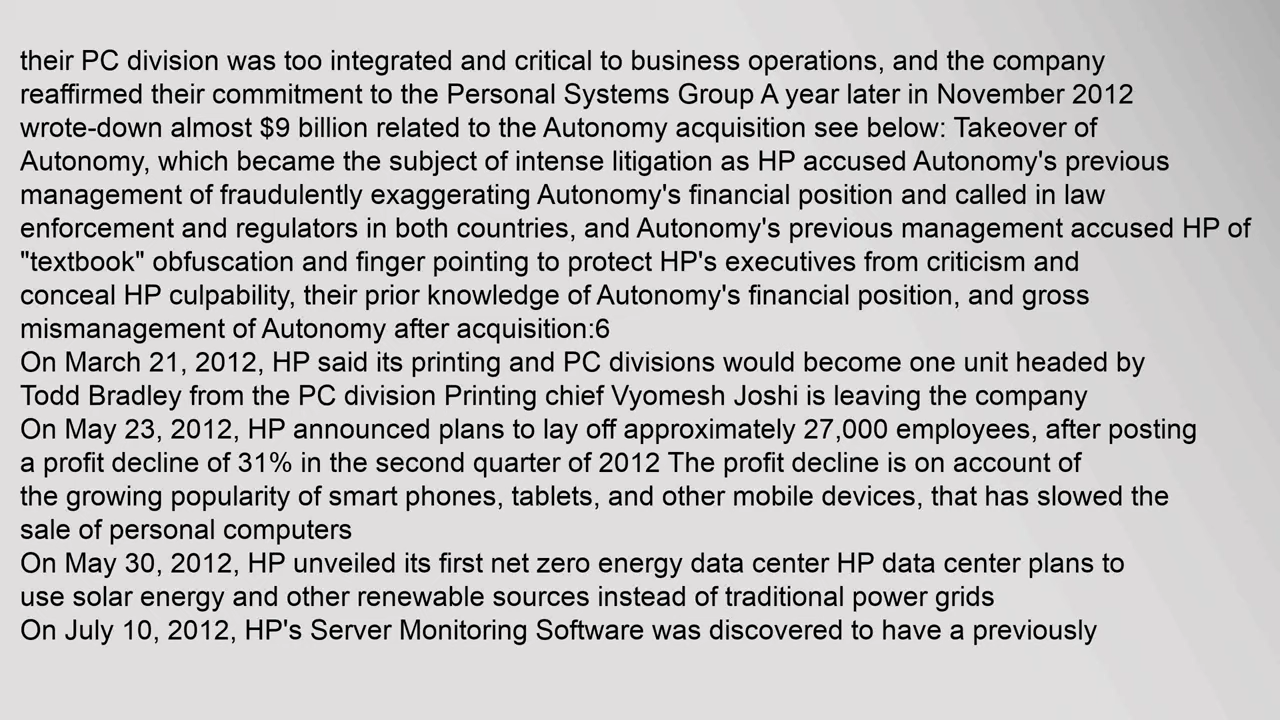 their PC division was too integrated and critical to business operations, and the company
reaffirmed their commitment to the Personal Systems Group A year later in November 2012
wrote-down almost $9 billion related to the Autonomy acquisition see below: Takeover of
Autonomy, which became the subject of intense litigation as HP accused Autonomy's previous
management of fraudulently exaggerating Autonomy's financial position and called in law
enforcement and regulators in both countries, and Autonomy's previous management accused HP of
"textbook" obfuscation and finger pointing to protect HP's executives from criticism and
conceal HP culpability, their prior knowledge of Autonomy's financial position, and gross
mismanagement of Autonomy after acquisition:6
On March 21, 2012, HP said its printing and PC divisions would become one unit headed by
Todd Bradley from the PC division Printing chief Vyomesh Joshi is leaving the company
On May 23, 2012, HP announced plans to lay off approximately 27,000 employees, after posting
a profit decline of 31% in the second quarter of 2012 The profit decline is on account of
the growing popularity of smart phones, tablets, and other mobile devices, that has slowed the
sale of personal computers
On May 30, 2012, HP unveiled its first net zero energy data center HP data center plans to
use solar energy and other renewable sources instead of traditional power grids
On July 10, 2012, HP's Server Monitoring Software was discovered to have a previously